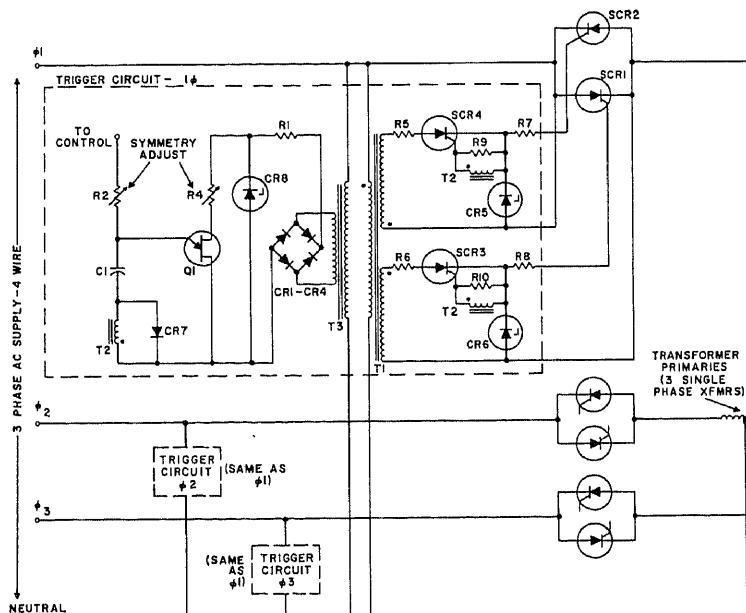 SCR2
ϕ1
TRIGGER CIRCUIT - 1ϕ
SCR1
TO
CONTROL
SYMMETRY
ADJUST
R1
R5
SCR4
R7
R9
R2
R4
CR8
T2
CR5
Q1
C1
R6
SCR3
R8
R10
CR1-CR4
T2
CR7
T2
T3
CR6
T1
3 PHASE AC SUPPLY-4 WIRE
TRANSFORMER
PRIMARIES
(3 SINGLE
PHASE XFMRS)
ϕ2
TRIGGER
CIRCUIT
ϕ2
(SAME AS
ϕ1)
ϕ3
(SAME
AS
ϕ1)
TRIGGER
CIRCUIT
ϕ3
NEUTRAL